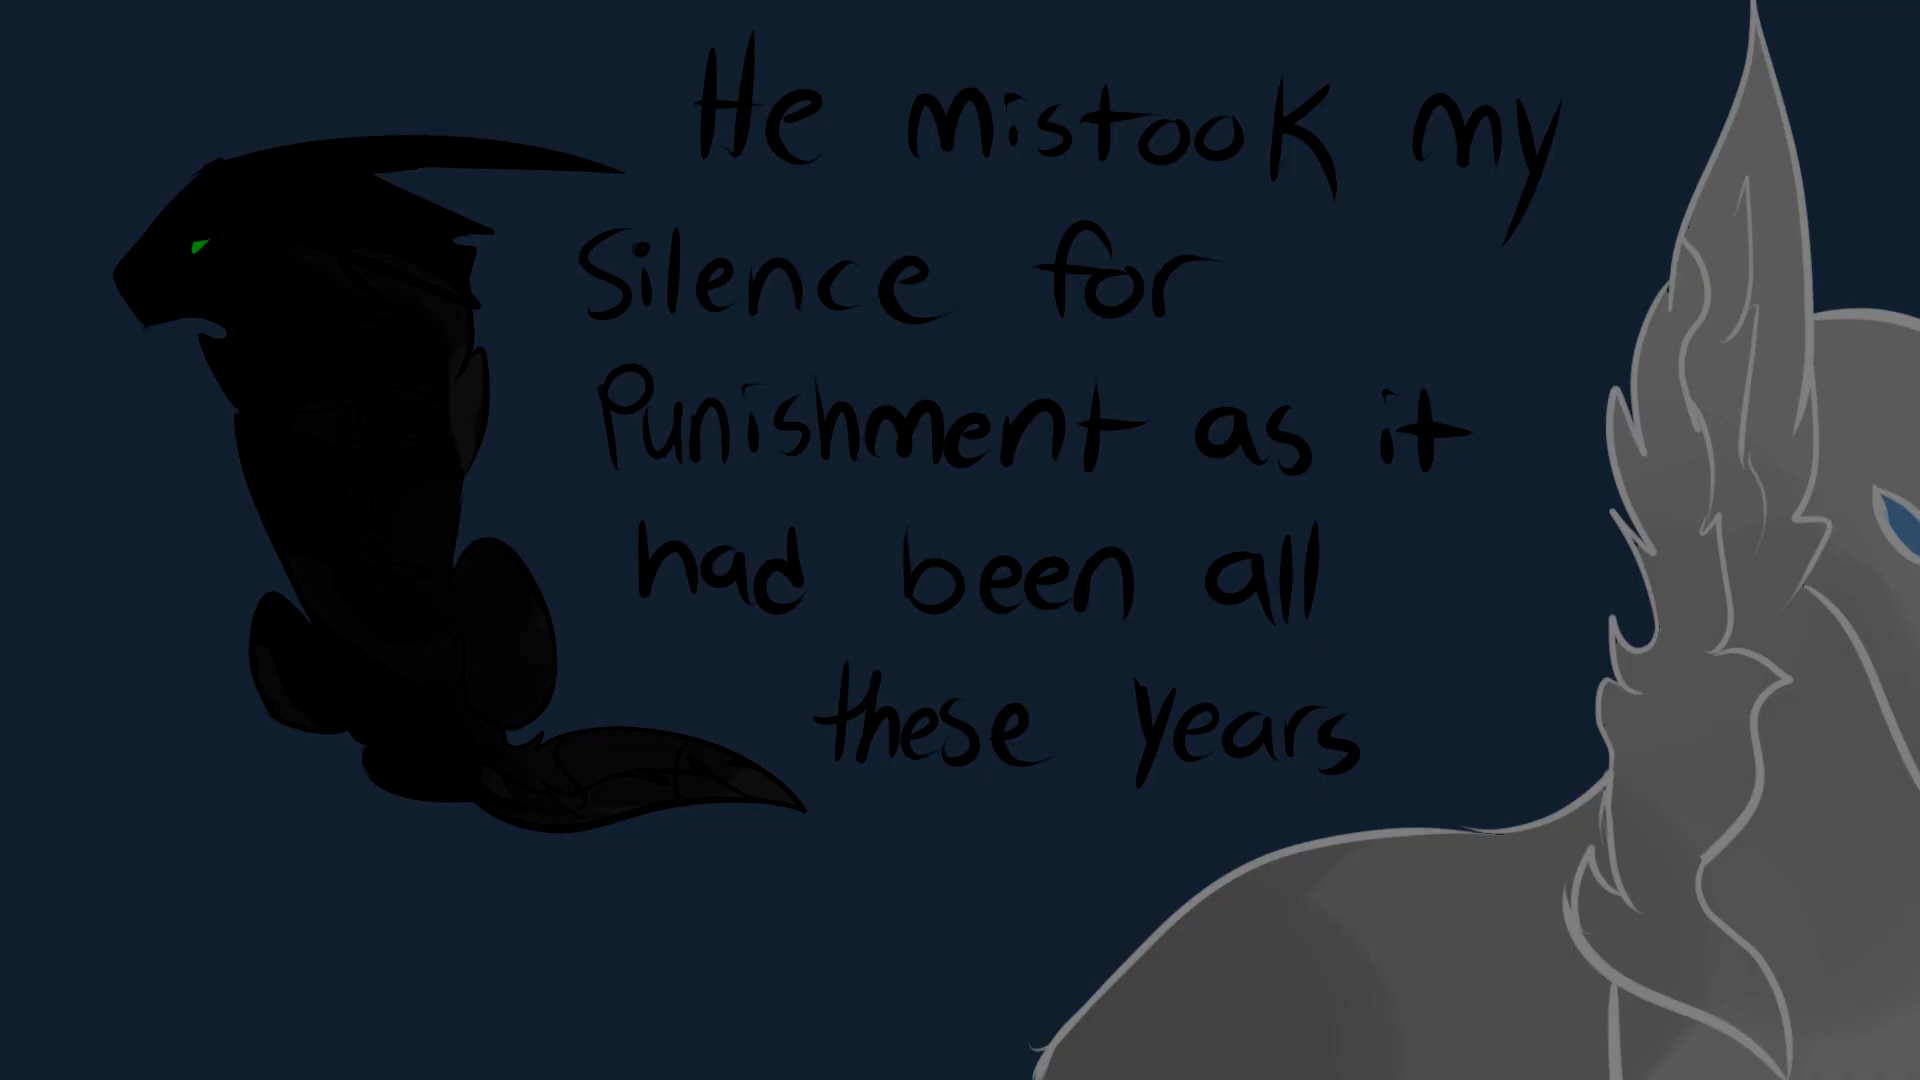 He mistook my
Silence for
Punishment as it
had been all
these years